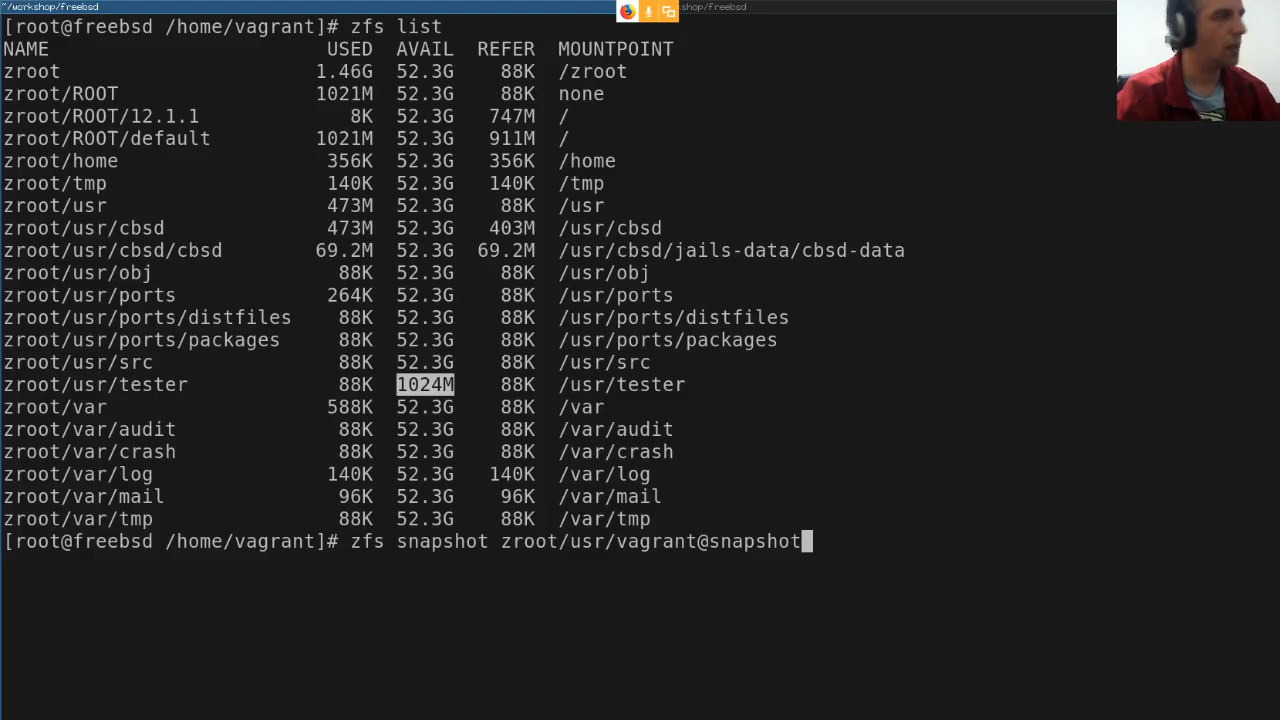 ~/workshop/freebsd
shop/freebsd
[root@freebsd /home/vagrant]# zfs list
NAME USED AVAIL REFER MOUNTPOINT
zroot 1.46G 52.3G 88K /zroot
zroot/ROOT 1021M 52.3G 88K none
zroot/ROOT/12.1.1 8K 52.3G 747M /
zroot/ROOT/default 1021M 52.3G 911M /
zroot/home 356K 52.3G 356K /home
zroot/tmp 140K 52.3G 140K /tmp
zroot/usr 473M 52.3G 88K /usr
zroot/usr/cbsd 473M 52.3G 403M /usr/cbsd
zroot/usr/cbsd/cbsd 69.2M 52.3G 69.2M /usr/cbsd/jails-data/cbsd-data
zroot/usr/obj 88K 52.3G 88K /usr/obj
zroot/usr/ports 264K 52.3G 88K /usr/ports
zroot/usr/ports/distfiles 88K 52.3G 88K /usr/ports/distfiles
zroot/usr/ports/packages 88K 52.3G 88K /usr/ports/packages
zroot/usr/src 88K 52.3G 88K /usr/src
zroot/usr/tester 88K 1024M 88K /usr/tester
zroot/var 588K 52.3G 88K /var
zroot/var/audit 88K 52.3G 88K /var/audit
zroot/var/crash 88K 52.3G 88K /var/crash
zroot/var/log 140K 52.3G 140K /var/log
zroot/var/mail 96K 52.3G 96K /var/mail
zroot/var/tmp 88K 52.3G 88K /var/tmp
[root@freebsd /home/vagrant]# zfs snapshot zroot/usr/vagrant@snapshot